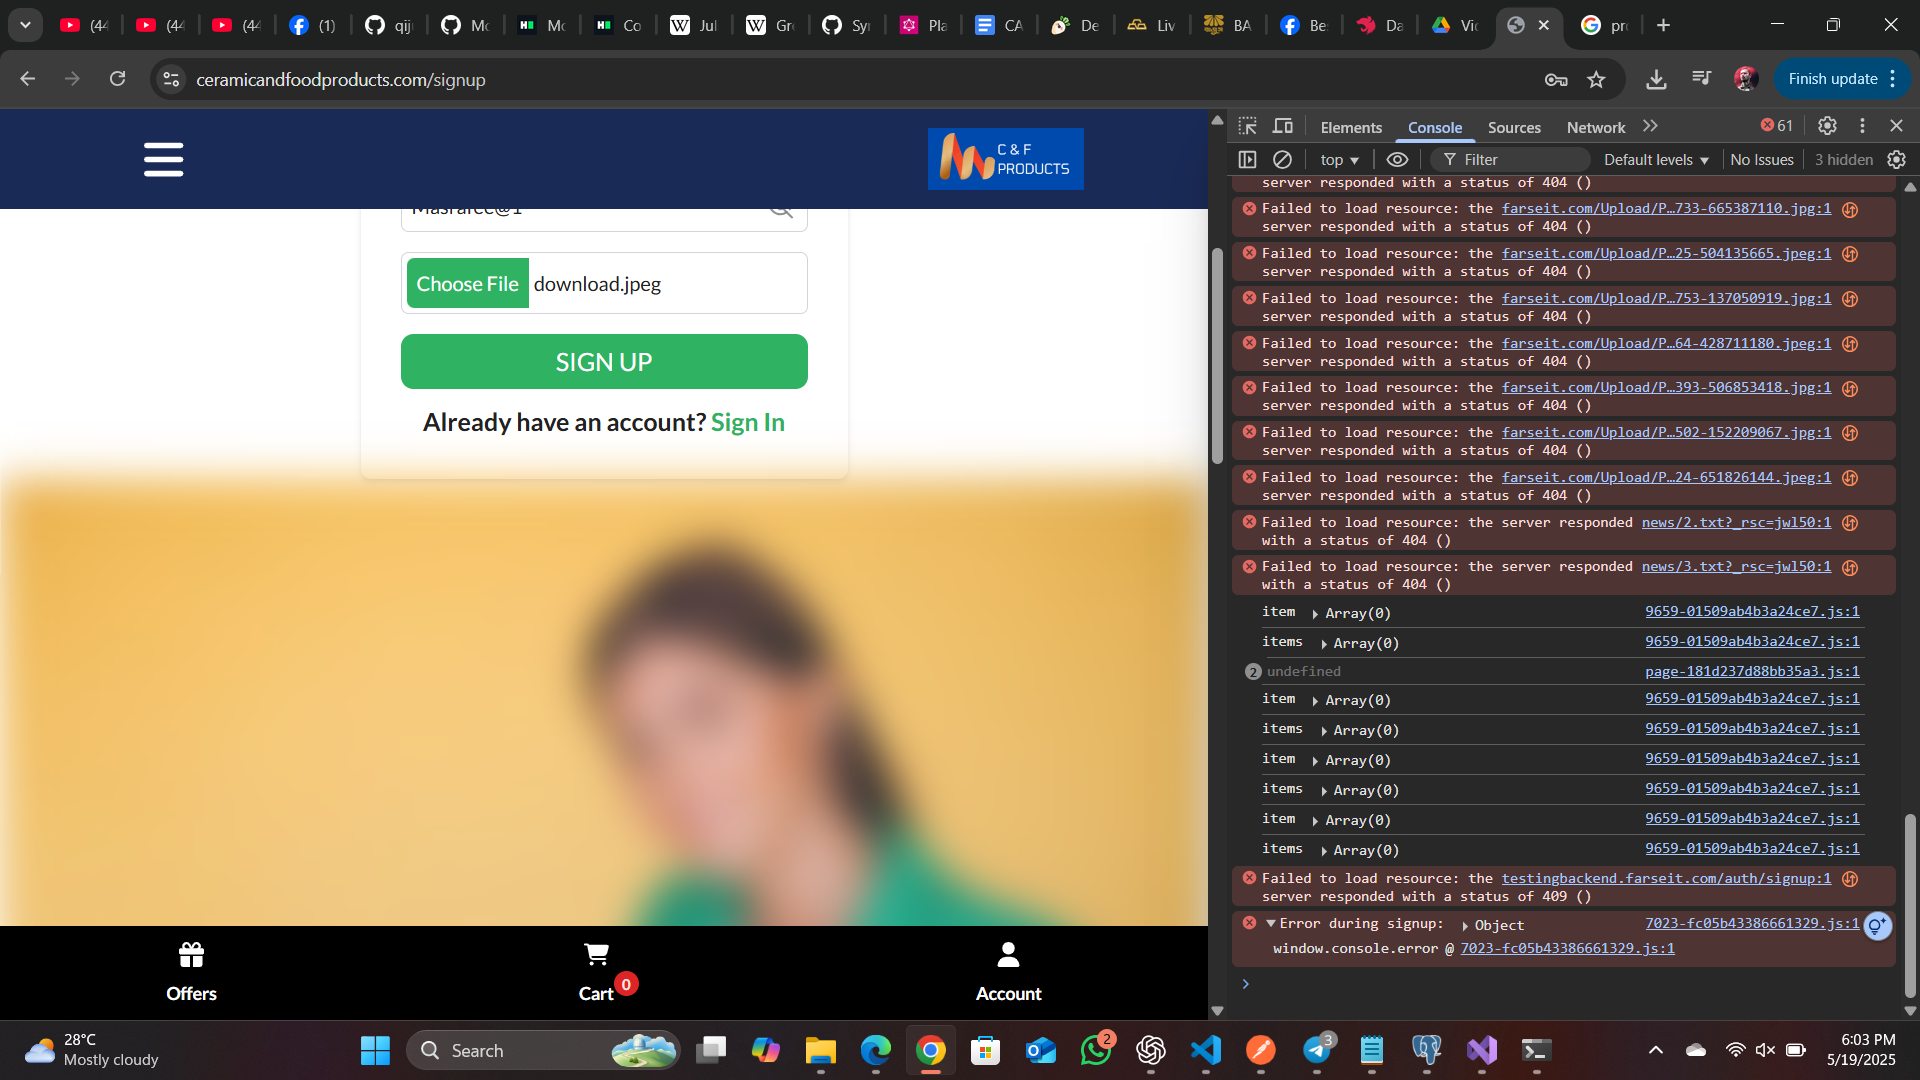 (44
(44
(44
(1)
qij
Mo
Mo
Co
Jul
Gr
Syr
Pla
CA
De
Liv
BA
Be
Da
Vic
pr
ceramicandfoodproducts.com/signup
Finish update
C & F
PRODUCTS
Masrafee@1
Choose File download.jpeg
SIGN UP
Already have an account? Sign In
Offers
Cart 0
Account
Elements Console Sources Network 61
top Filter Default levels No Issues 3 hidden
server responded with a status of 404 ()
Failed to load resource: the farseit.com/Upload/P…733-665387110.jpg:1
server responded with a status of 404 ()
Failed to load resource: the farseit.com/Upload/P…25-504135665.jpeg:1
server responded with a status of 404 ()
Failed to load resource: the farseit.com/Upload/P…753-137050919.jpg:1
server responded with a status of 404 ()
Failed to load resource: the farseit.com/Upload/P…64-428711180.jpeg:1
server responded with a status of 404 ()
Failed to load resource: the farseit.com/Upload/P…393-506853418.jpg:1
server responded with a status of 404 ()
Failed to load resource: the farseit.com/Upload/P…502-152209067.jpg:1
server responded with a status of 404 ()
Failed to load resource: the farseit.com/Upload/P…24-651826144.jpeg:1
server responded with a status of 404 ()
Failed to load resource: the server responded news/2.txt?_rsc=jwl50:1
with a status of 404 ()
Failed to load resource: the server responded news/3.txt?_rsc=jwl50:1
with a status of 404 ()
item Array(0) 9659-01509ab4b3a24ce7.js:1
items Array(0) 9659-01509ab4b3a24ce7.js:1
2 undefined page-181d237d88bb35a3.js:1
item Array(0) 9659-01509ab4b3a24ce7.js:1
items Array(0) 9659-01509ab4b3a24ce7.js:1
item Array(0) 9659-01509ab4b3a24ce7.js:1
items Array(0) 9659-01509ab4b3a24ce7.js:1
item Array(0) 9659-01509ab4b3a24ce7.js:1
items Array(0) 9659-01509ab4b3a24ce7.js:1
Failed to load resource: the testingbackend.farseit.com/auth/signup:1
server responded with a status of 409 ()
Error during signup: Object 7023-fc05b43386661329.js:1
window.console.error @ 7023-fc05b43386661329.js:1
28°C
Mostly cloudy
Search
2
3
6:03 PM
5/19/2025